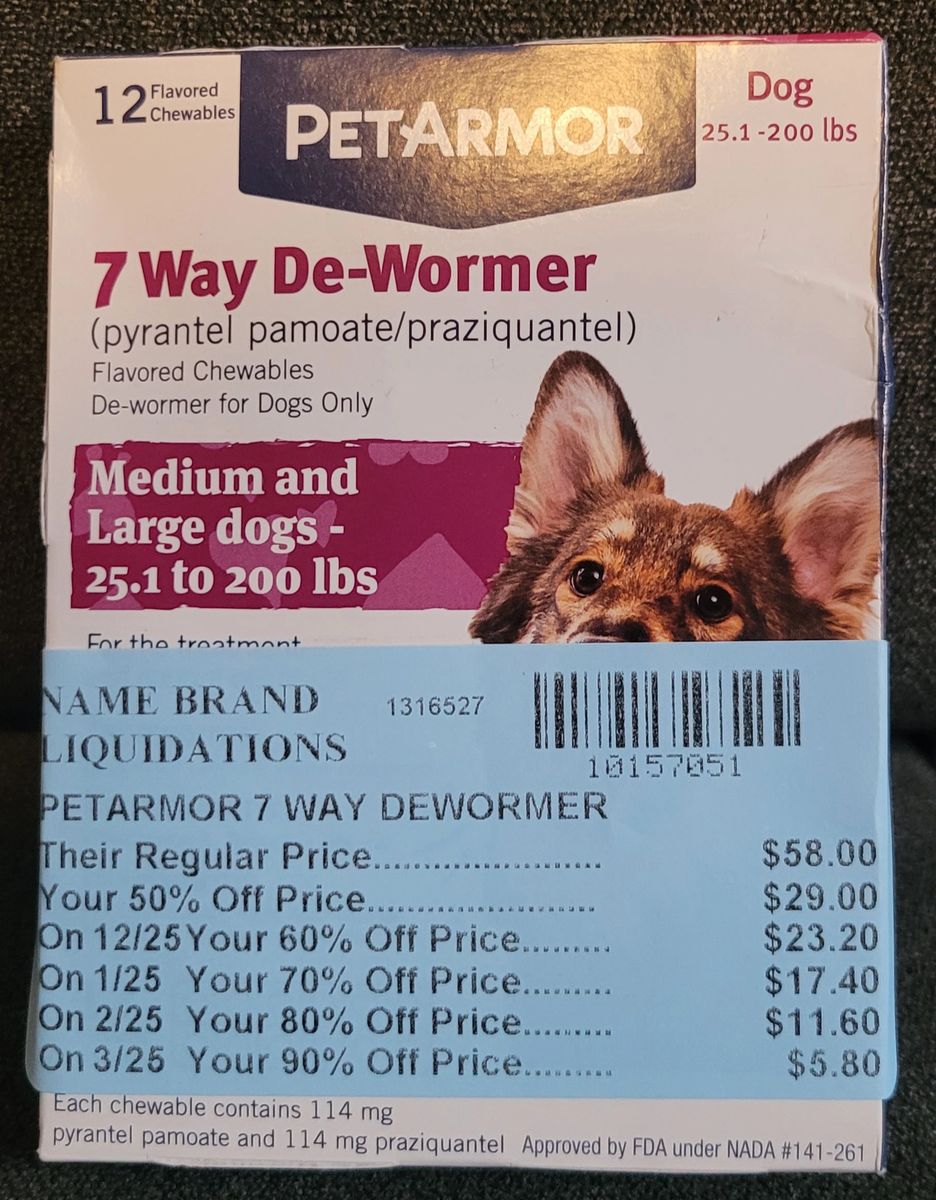 12 Flavored Chewables
PETARMOR
Dog
25.1-200 lbs
7 Way De-Wormer
(pyrantel pamoate/praziquantel)
Flavored Chewables
De-wormer for Dogs Only
Medium and
Large dogs -
25.1 to 200 lbs
For the treatment
NAME BRAND
LIQUIDATIONS
1316527
10157051
PETARMOR 7 WAY DEWORMER
Their Regular Price.......................... $58.00
Your 50% Off Price.......................... $29.00
On 12/25 Your 60% Off Price.......... $23.20
On 1/25 Your 70% Off Price.......... $17.40
On 2/25 Your 80% Off Price.......... $11.60
On 3/25 Your 90% Off Price.......... $5.80
Each chewable contains 114 mg
pyrantel pamoate and 114 mg praziquantel
Approved by FDA under NADA #141-261